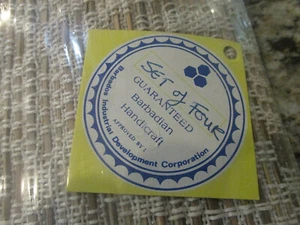 SET of FOUR
GUARANTEED
Barbadian
Handicraft
APPROVED BY:
Barbados Industrial Development Corporation